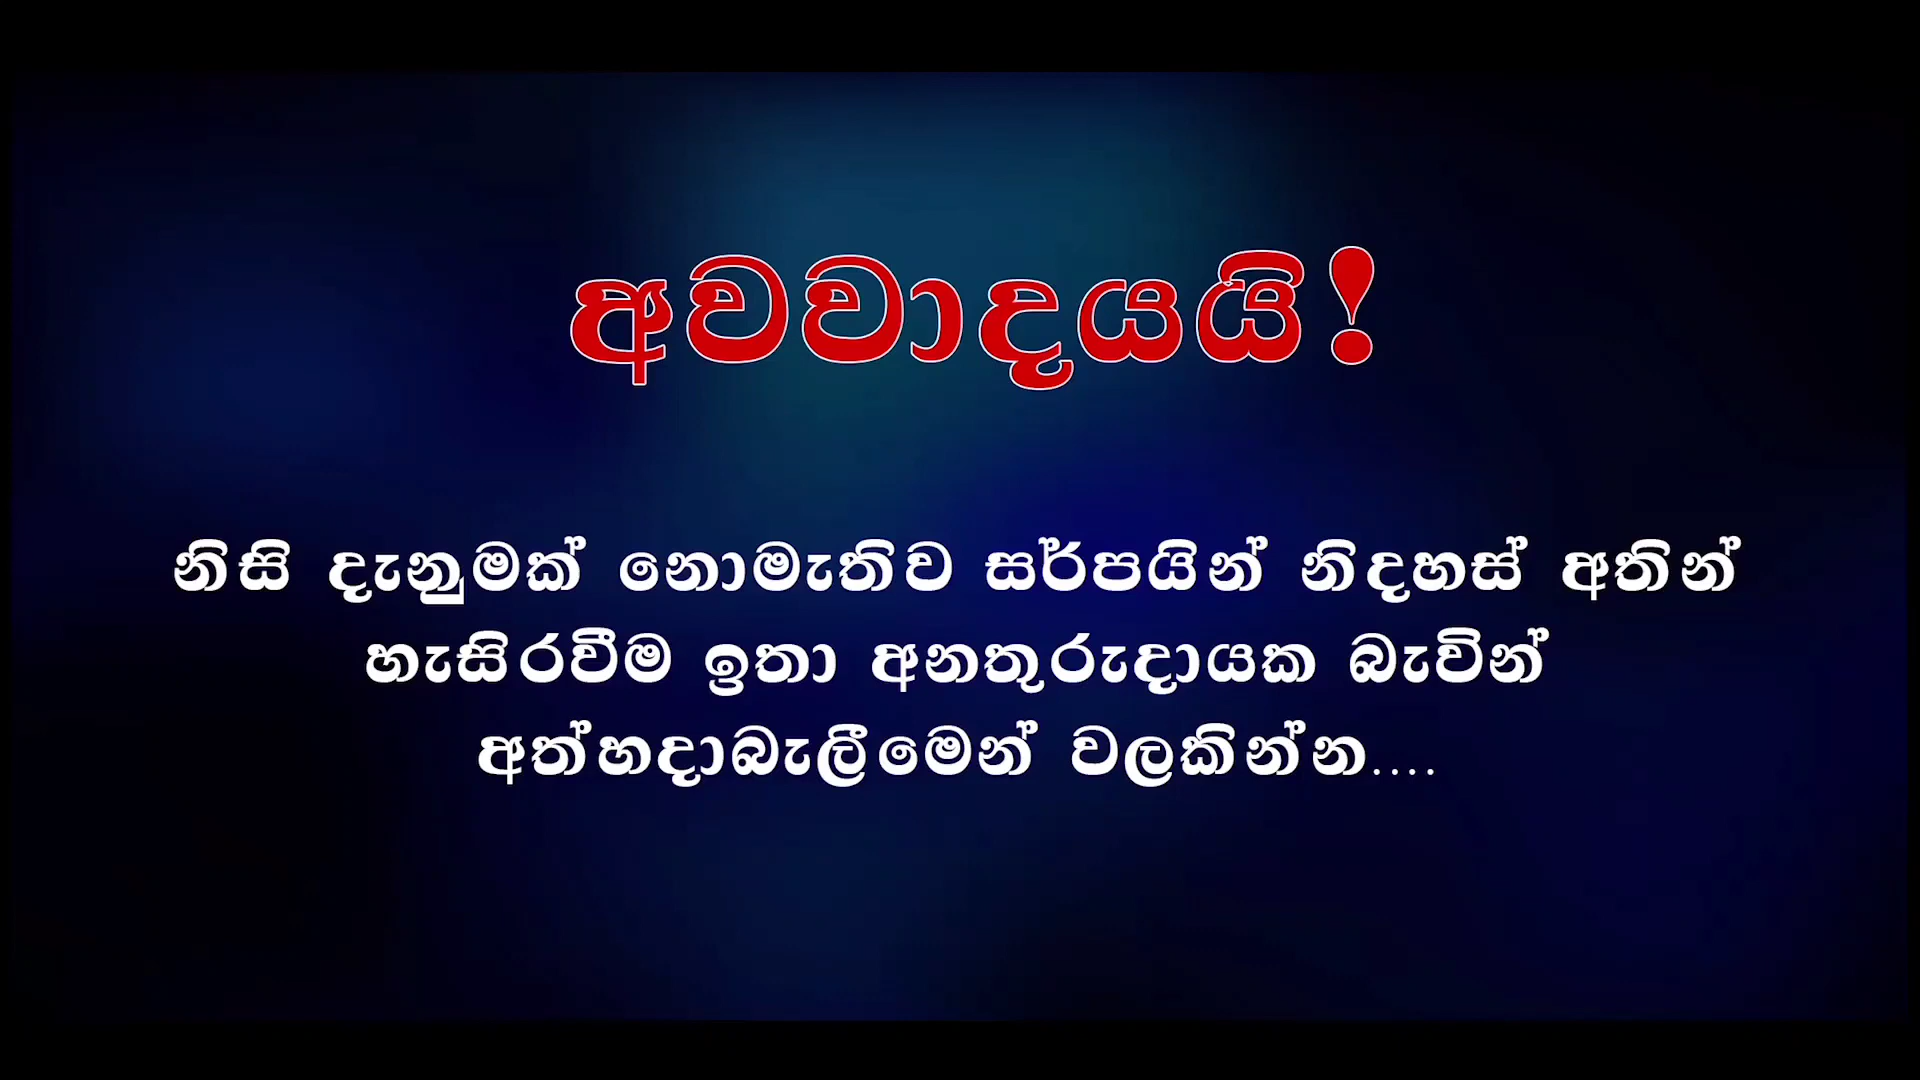 අවවාදයයි!
නිසි දැනුමක් නොමැතිව සර්පයින් නිදහස් අතින්
හැසිරවීම ඉතා අනතුරුදායක බැවින්
අත්හදාබැලීමෙන් වලකින්න....